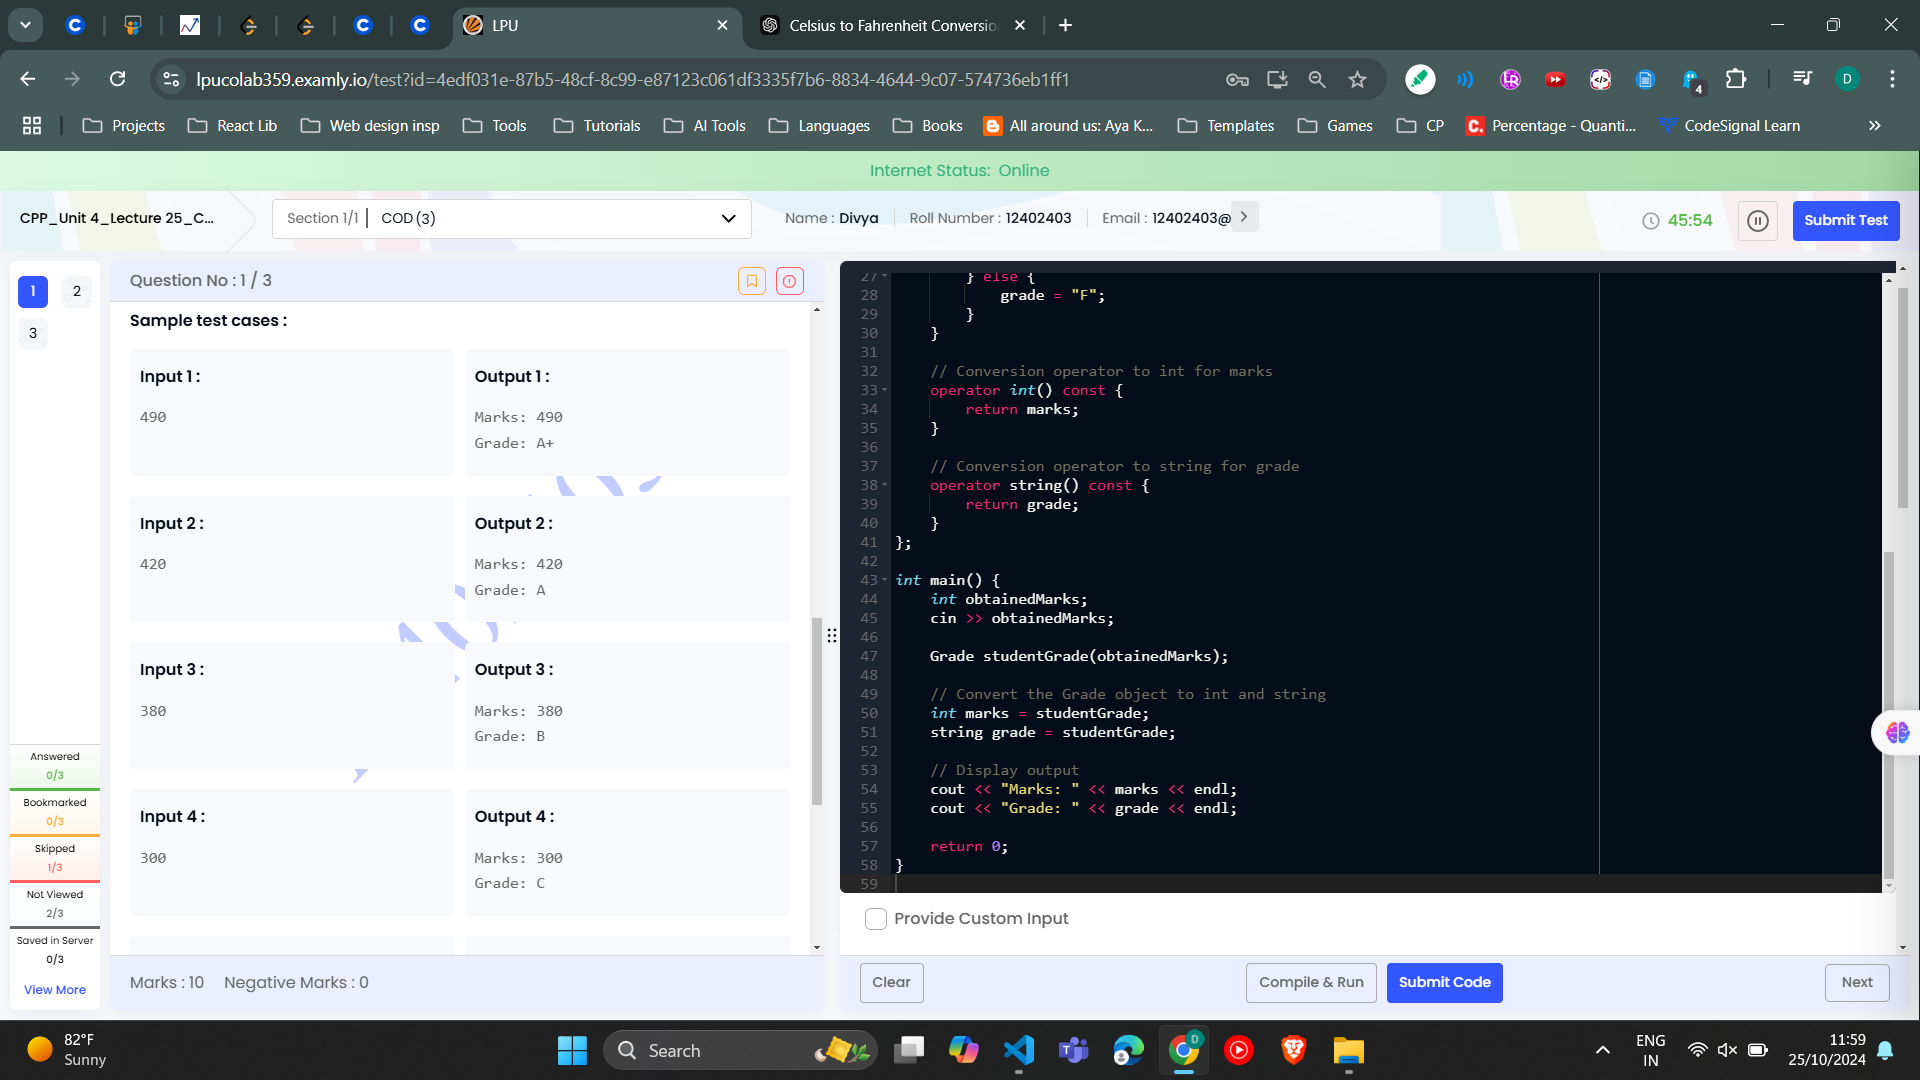 LPU
Celsius to Fahrenheit Conversio
lpucolab359.examly.io/test?id=4edf031e-87b5-48cf-8c99-e87123c061df3335f7b6-8834-4644-9c07-574736eb1ff1
4
D
Projects
React Lib
Web design insp
Tools
Tutorials
AI Tools
Languages
Books
All around us: Aya K...
Templates
Games
CP
Percentage - Quanti...
CodeSignal Learn
Internet Status: Online
CPP_Unit 4_Lecture 25_C...
Section 1/1 | COD (3)
Name : Divya
Roll Number : 12402403
Email : 12402403@
45:54
Submit Test
1 2
3
Answered
0/3
Bookmarked
0/3
Skipped
1/3
Not Viewed
2/3
Saved in Server
0/3
View More
Question No : 1 / 3
Sample test cases :
Input 1 :
490
Output 1 :
Marks: 490
Grade: A+
Input 2 :
420
Output 2 :
Marks: 420
Grade: A
Input 3 :
380
Output 3 :
Marks: 380
Grade: B
Input 4 :
300
Output 4 :
Marks: 300
Grade: C
Marks : 10 Negative Marks : 0
27 } else {
28 grade = "F";
29 }
30 }
31
32 // Conversion operator to int for marks
33 operator int() const {
34 return marks;
35 }
36
37 // Conversion operator to string for grade
38 operator string() const {
39 return grade;
40 }
41 };
42
43 int main() {
44 int obtainedMarks;
45 cin >> obtainedMarks;
46
47 Grade studentGrade(obtainedMarks);
48
49 // Convert the Grade object to int and string
50 int marks = studentGrade;
51 string grade = studentGrade;
52
53 // Display output
54 cout << "Marks: " << marks << endl;
55 cout << "Grade: " << grade << endl;
56
57 return 0;
58 }
59
Provide Custom Input
Clear
Compile & Run
Submit Code
Next
82°F
Sunny
Search
D
ENG
IN
11:59
25/10/2024